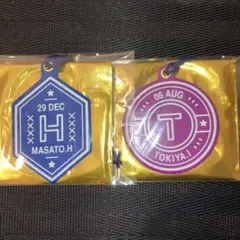 29 DEC
H
MASATO.H
06 AUG
T
TOKIYA.I